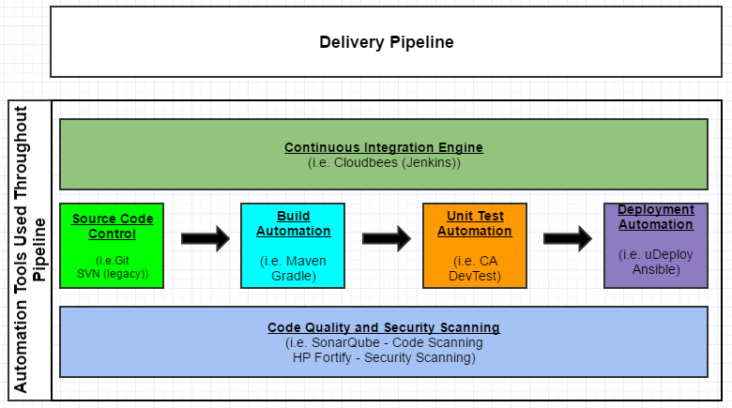 Delivery Pipeline
Automation Tools Used Throughout
Pipeline
Continuous Integration Engine
(i.e. Cloudbees (Jenkins))
Source Code
Control
(i.e.Git
SVN (legacy))
Build
Automation
(i.e. Maven
Gradle)
Unit Test
Automation
(i.e. CA
DevTest)
Deployment
Automation
(i.e. uDeploy
Ansible)
Code Quality and Security Scanning
(i.e. SonarQube - Code Scanning
HP Fortify - Security Scanning)